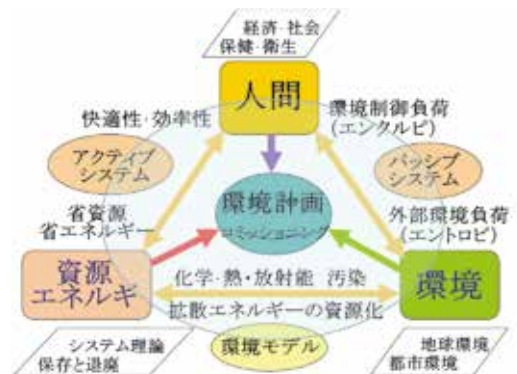 経済・社会
保健・衛生
人間
快適性・効率性
環境制御負荷
(エンタルピ)
アクティブ
システム
パッシブ
システム
環境計画
コミッショニング
省資源
省エネルギー
外部環境負荷
(エントロピ)
資源
エネルギ
化学・熱・放射能 汚染
環境
拡散エネルギーの資源化
システム理論
保存と退廃
環境モデル
地球環境
都市環境